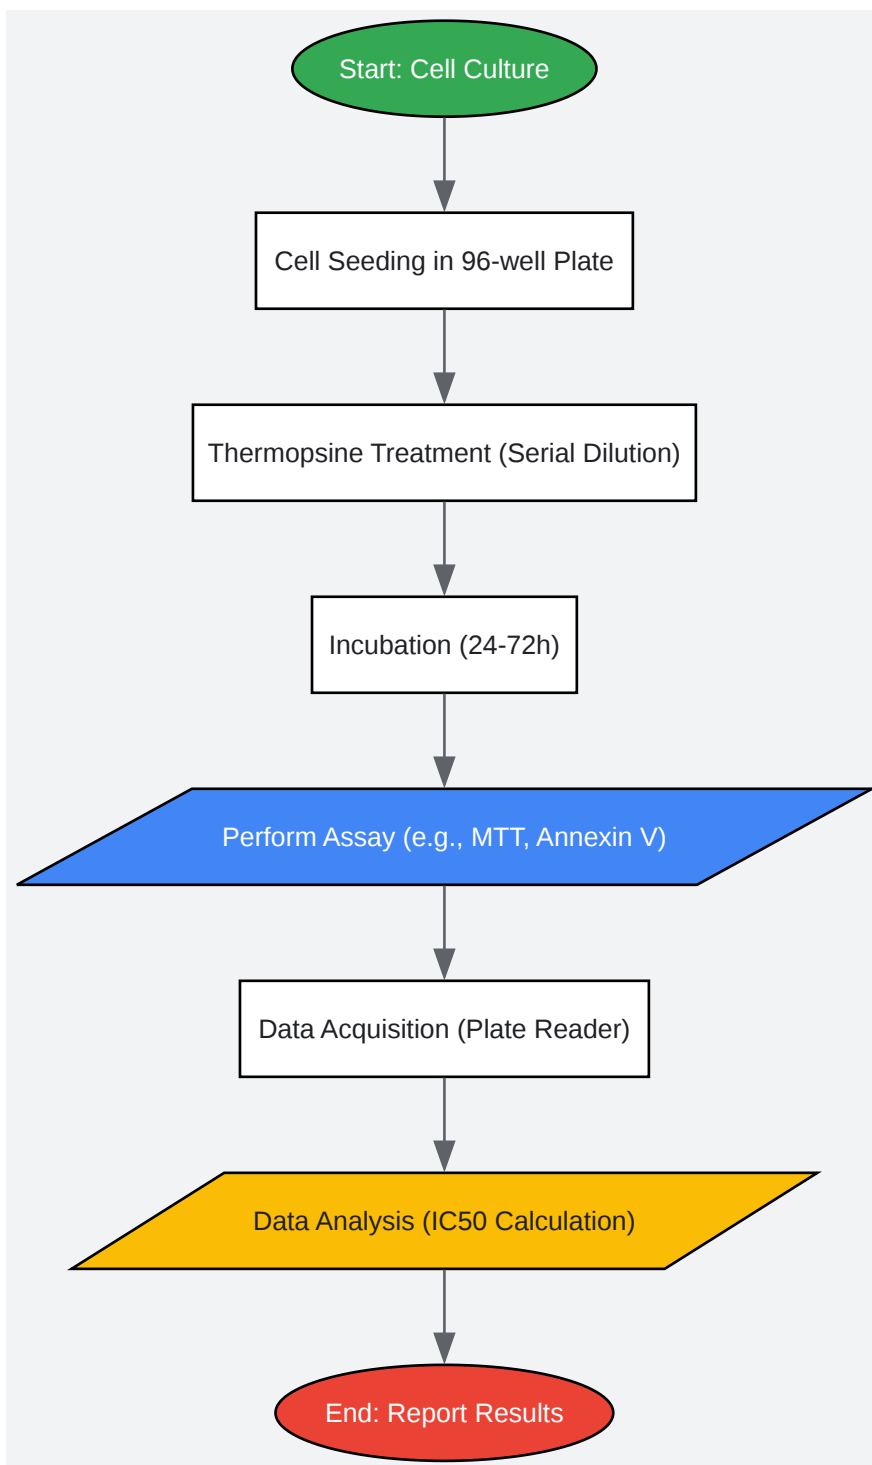 Start: Cell Culture
Cell Seeding in 96-well Plate
Thermopsine Treatment (Serial Dilution)
Incubation (24-72h)
Perform Assay (e.g., MTT, Annexin V)
Data Acquisition (Plate Reader)
Data Analysis (IC50 Calculation)
End: Report Results